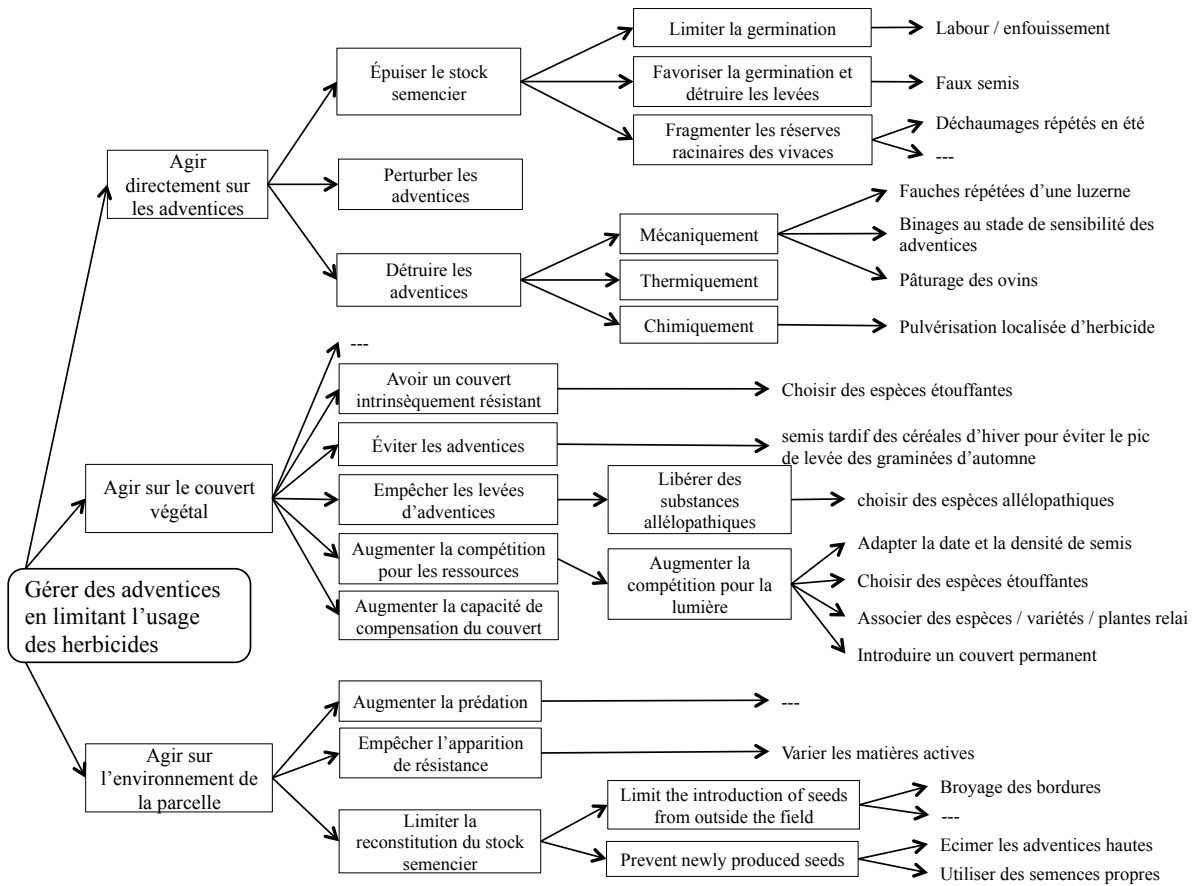 Limiter la germination
Labour / enfouissement
Épuiser le stock
semencier
Favoriser la germination et
détruire les levées
Faux semis
Fragmenter les réserves
racinaires des vivaces
Déchaumages répétés en été
---
Agir
directement sur
les adventices
Perturber les
adventices
Détruire les
adventices
Mécaniquement
Fauches répétées d’une luzerne
Binages au stade de sensibilité des
adventices
Pâturage des ovins
Thermiquement
Chimiquement
Pulvérisation localisée d’herbicide
---
Avoir un couvert
intrinsèquement résistant
Choisir des espèces étouffantes
Éviter les adventices
semis tardif des céréales d’hiver pour éviter le pic
de levée des graminées d’automne
Agir sur le couvert
végétal
Empêcher les levées
d’adventices
Libérer des
substances
allélopathiques
choisir des espèces allélopathiques
Augmenter la compétition
pour les ressources
Augmenter la
compétition pour la
lumière
Adapter la date et la densité de semis
Choisir des espèces étouffantes
Associer des espèces / variétés / plantes relai
Introduire un couvert permanent
Augmenter la capacité de
compensation du couvert
Gérer des adventices
en limitant l’usage
des herbicides
Augmenter la prédation
---
Agir sur
l’environnement de
la parcelle
Empêcher l’apparition
de résistance
Varier les matières actives
Limiter la
reconstitution du stock
semencier
Limit the introduction of seeds
from outside the field
Broyage des bordures
---
Prevent newly produced seeds
Ecimer les adventices hautes
Utiliser des semences propres